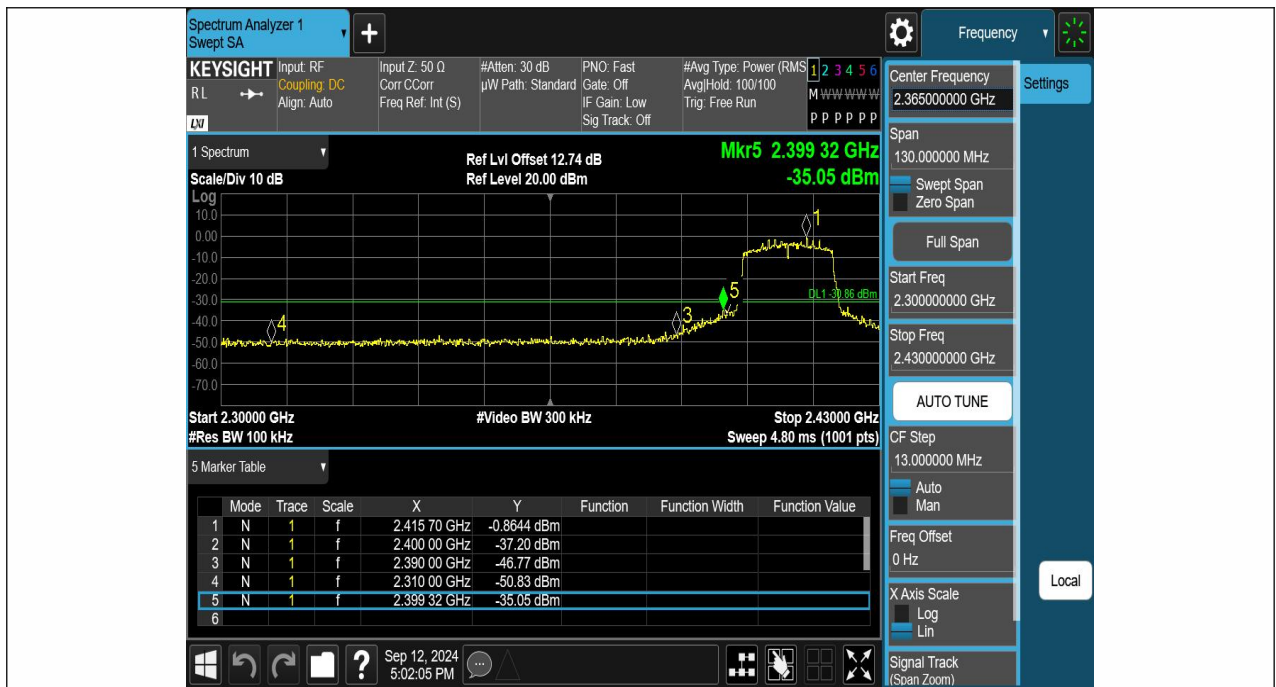 Spectrum Analyzer 1
Swept SA
+
Frequency
KEYSIGHT
RL
LXI
Input: RF
Coupling: DC
Align: Auto
Input Z: 50 Ω
Corr CCorr
Freq Ref: Int (S)
#Atten: 30 dB
µW Path: Standard
PNO: Fast
Gate: Off
IF Gain: Low
Sig Track: Off
#Avg Type: Power (RMS
Avg|Hold: 100/100
Trig: Free Run
1 2 3 4 5 6
M W W W W W
P P P P P P
1 Spectrum
Scale/Div 10 dB
Ref Lvl Offset 12.74 dB
Ref Level 20.00 dBm
Mkr5 2.399 32 GHz
-35.05 dBm
Log
10.0
0.00
-10.0
-20.0
-30.0
-40.0
-50.0
-60.0
-70.0
1
5
DL1 -30.86 dBm
3
4
Start 2.30000 GHz
#Video BW 300 kHz
Stop 2.43000 GHz
#Res BW 100 kHz
Sweep 4.80 ms (1001 pts)
5 Marker Table
Mode Trace Scale X Y Function Function Width Function Value
1 N 1 f 2.415 70 GHz -0.8644 dBm
2 N 1 f 2.400 00 GHz -37.20 dBm
3 N 1 f 2.390 00 GHz -46.77 dBm
4 N 1 f 2.310 00 GHz -50.83 dBm
5 N 1 f 2.399 32 GHz -35.05 dBm
6
?
Sep 12, 2024
5:02:05 PM
Center Frequency
2.365000000 GHz
Span
130.000000 MHz
Swept Span
Zero Span
Full Span
Start Freq
2.300000000 GHz
Stop Freq
2.430000000 GHz
AUTO TUNE
CF Step
13.000000 MHz
Auto
Man
Freq Offset
0 Hz
X Axis Scale
Log
Lin
Signal Track
(Span Zoom)
Settings
Local